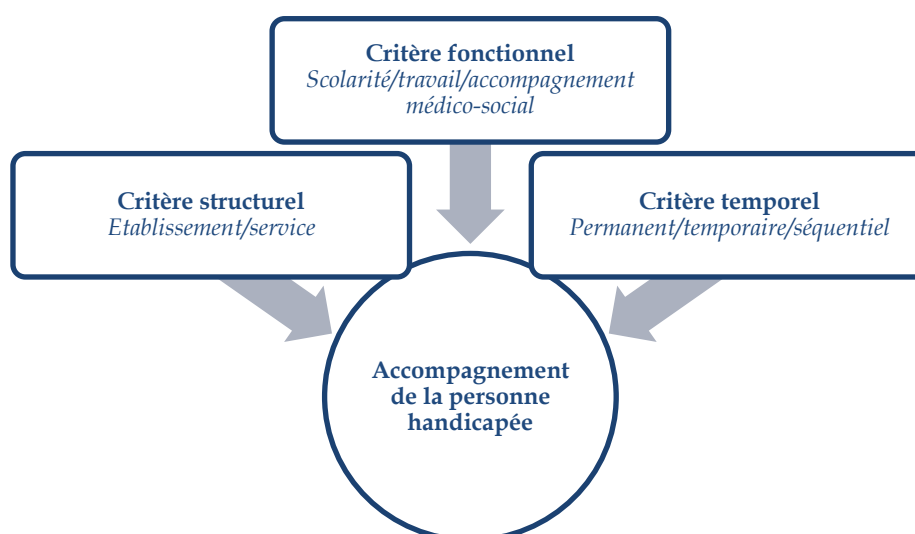 Critère fonctionnel
Scolarité/travail/accompagnement
médico-social
Critère structurel
Etablissement/service
Critère temporel
Permanent/temporaire/séquentiel
Accompagnement
de la personne
handicapée